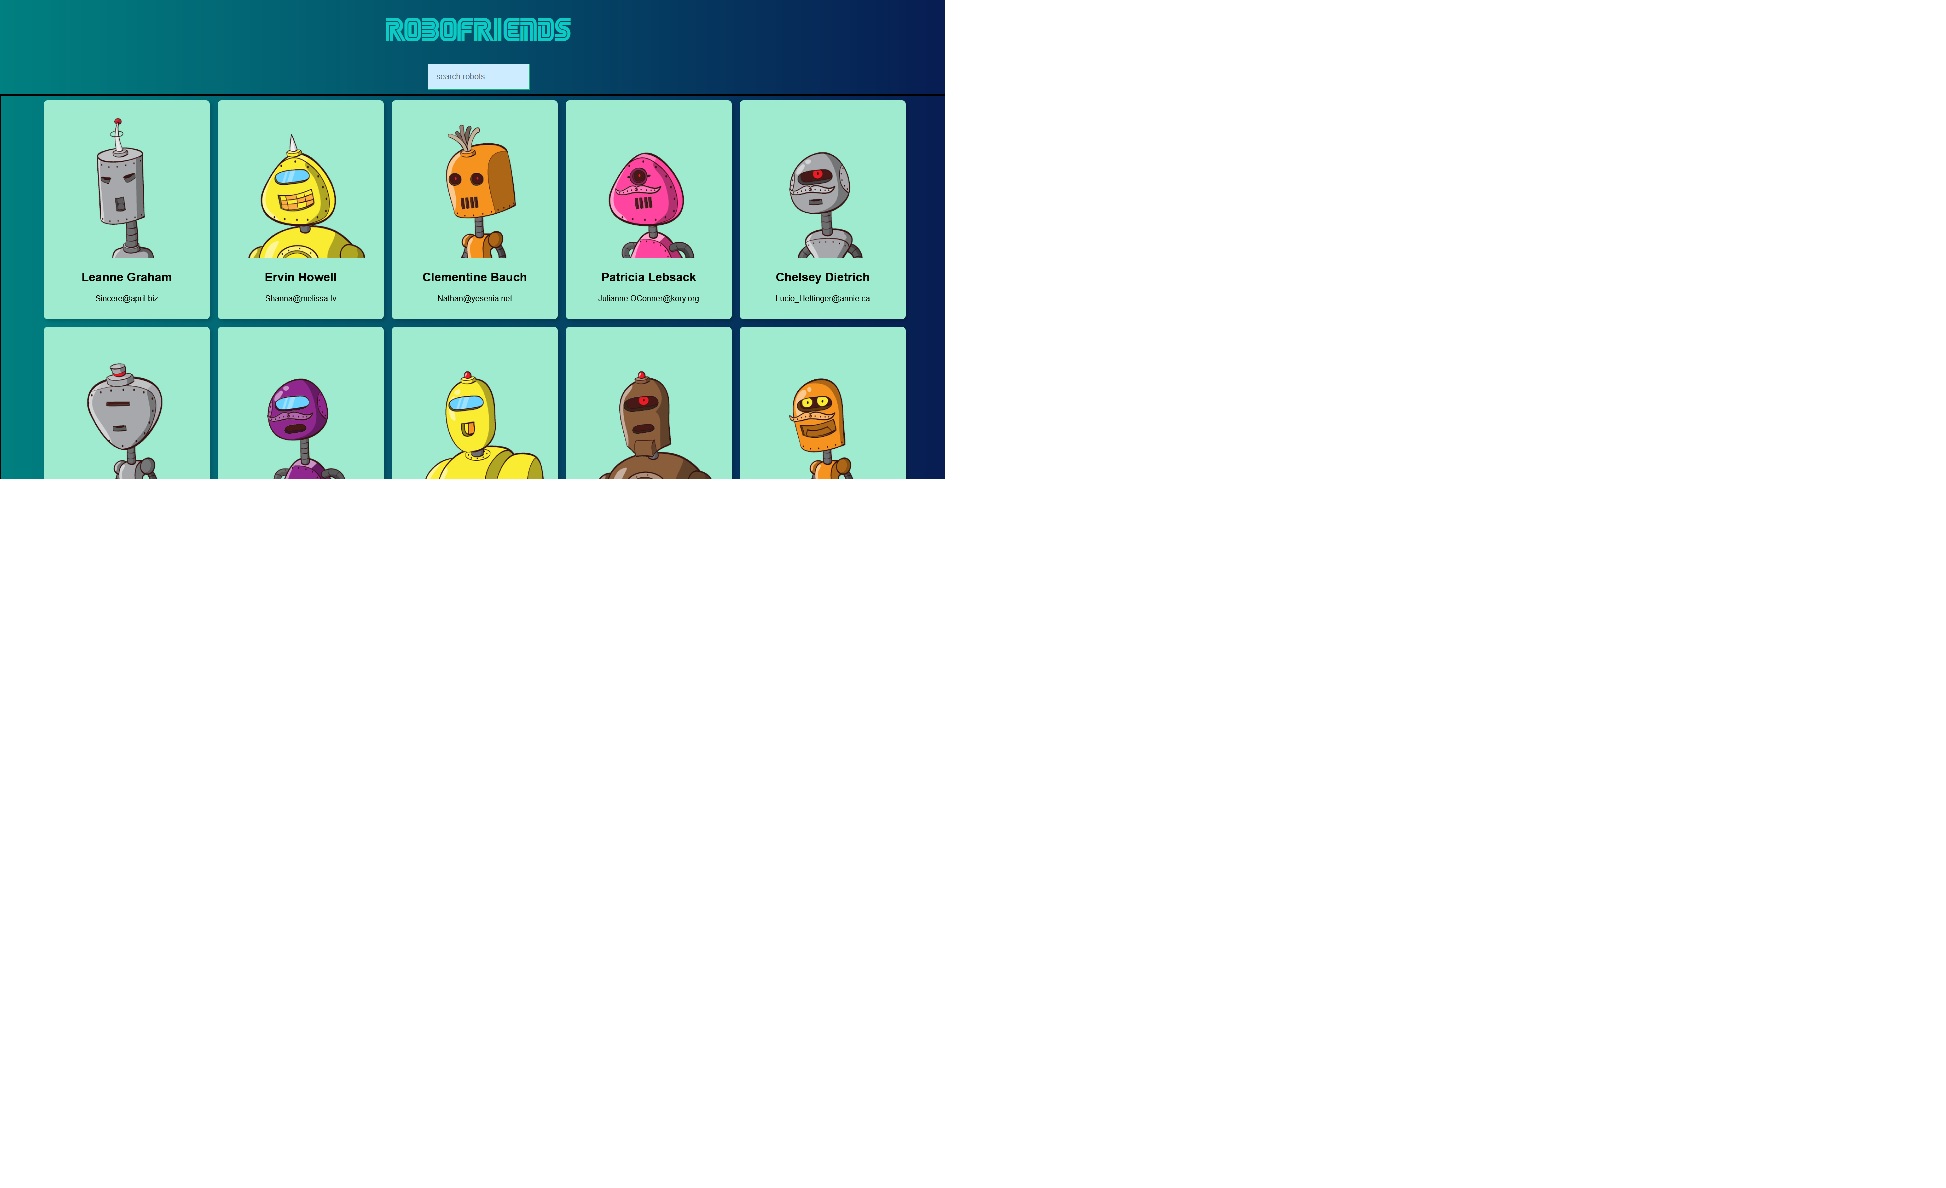 ROBOFRIENDS
search robots
Leanne Graham
Ervin Howell
Clementine Bauch
Patricia Lebsack
Chelsey Dietrich
Sincere@april.biz
Shanna@melissa.tv
Nathan@yesenia.net
Julianne.OConner@kory.org
Lucio_Hettinger@annie.ca